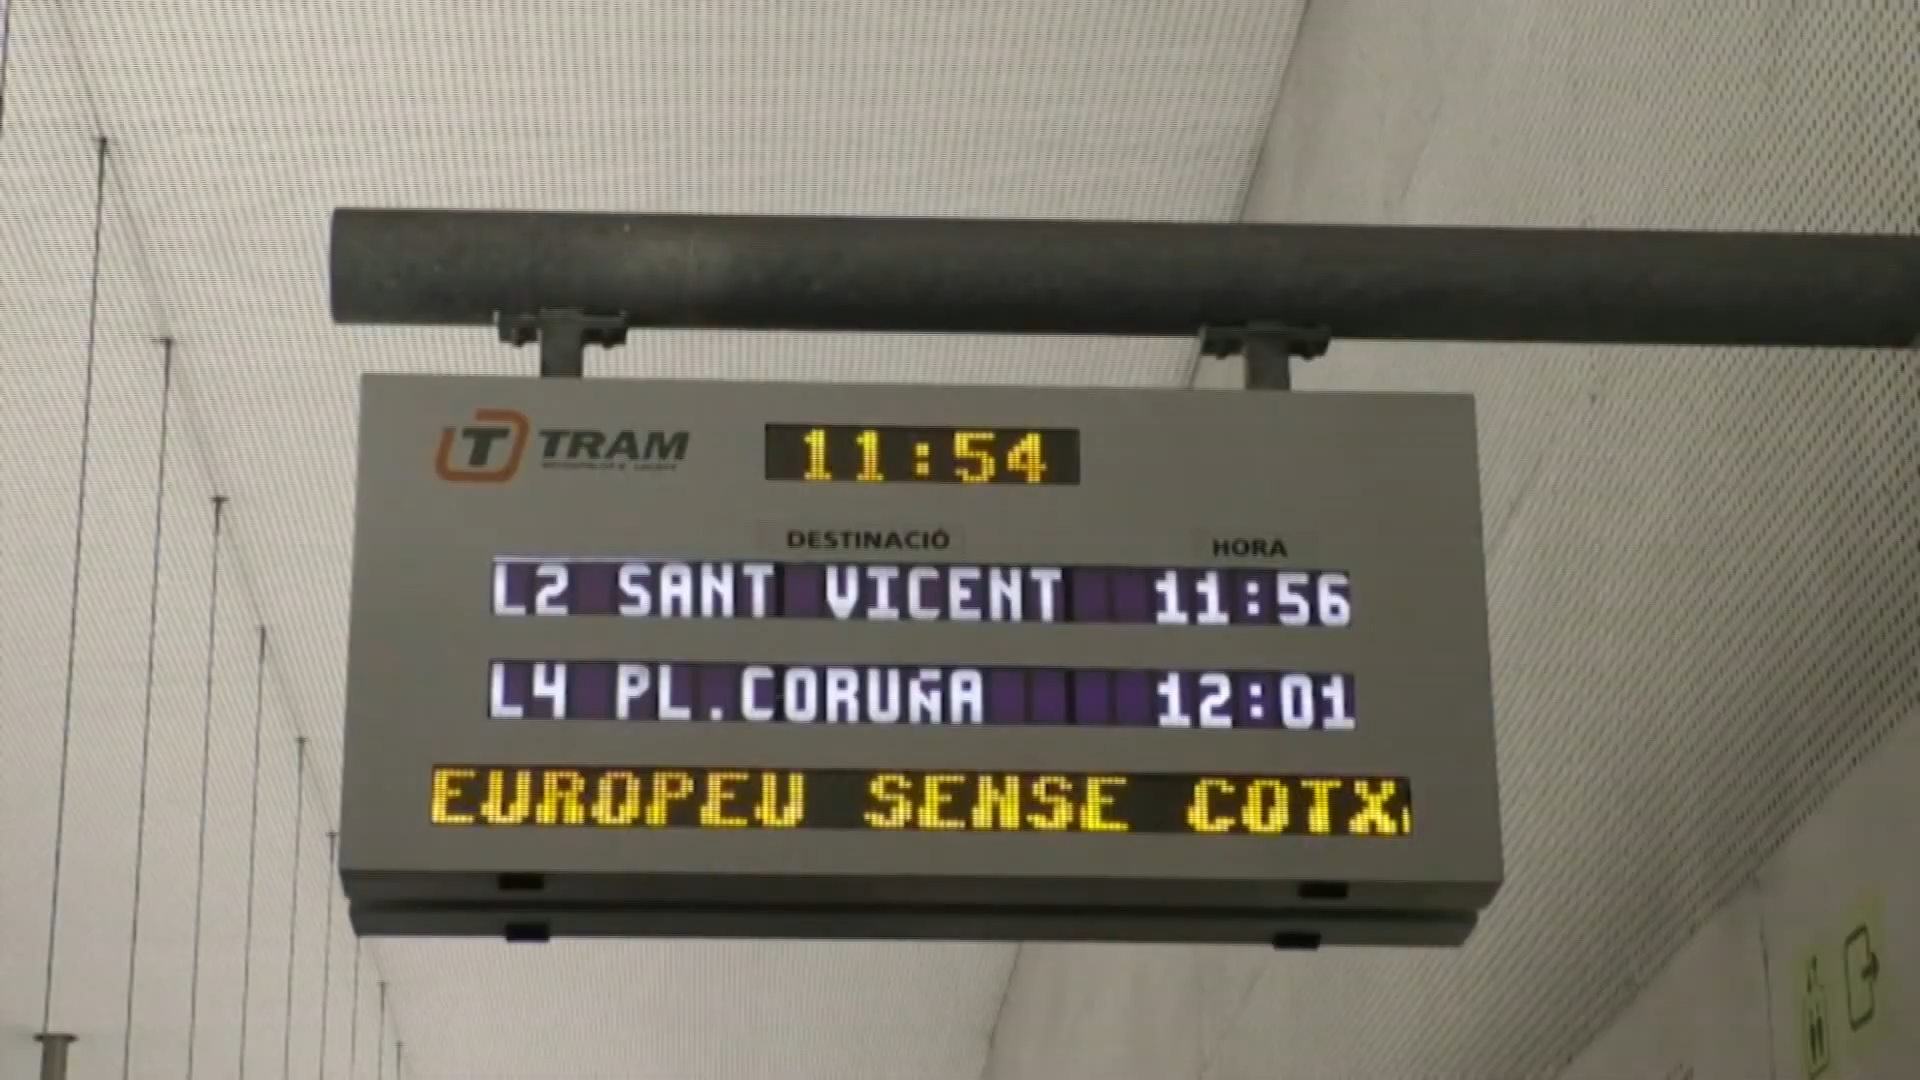 TRAM
11:54
DESTINACIÓ HORA
L2 SANT VICENT 11:56
L4 PL.CORUÑA 12:01
EUROPEU SENSE COTX